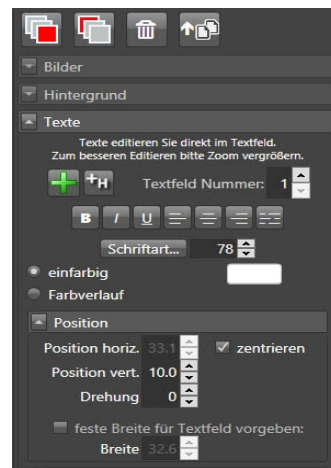 Bilder
Hintergrund
Texte
Texte editieren Sie direkt im Textfeld.
Zum besseren Editieren bitte Zoom vergrößern.
+H Textfeld Nummer: 1
B I U
Schriftart... 78
einfarbig
Farbverlauf
Position
Position horiz. 33.1 zentrieren
Position vert. 10.0
Drehung 0
feste Breite für Textfeld vorgeben:
Breite 32.6